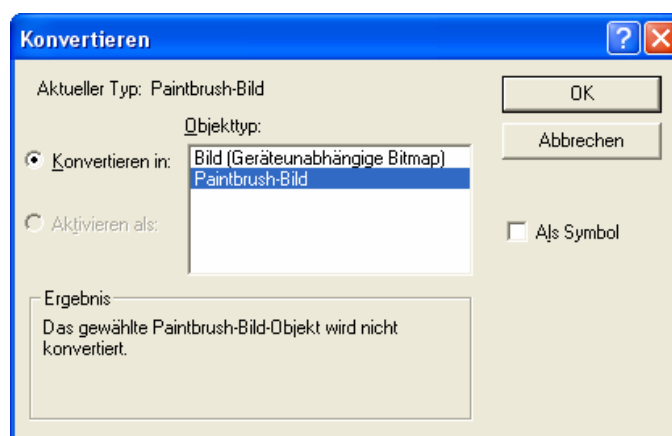 Konvertieren
Aktueller Typ: Paintbrush-Bild
OK
Objekttyp:
Abbrechen
Konvertieren in:
Bild (Geräteunabhängige Bitmap)
Paintbrush-Bild
Aktivieren als:
Als Symbol
Ergebnis
Das gewählte Paintbrush-Bild-Objekt wird nicht
konvertiert.